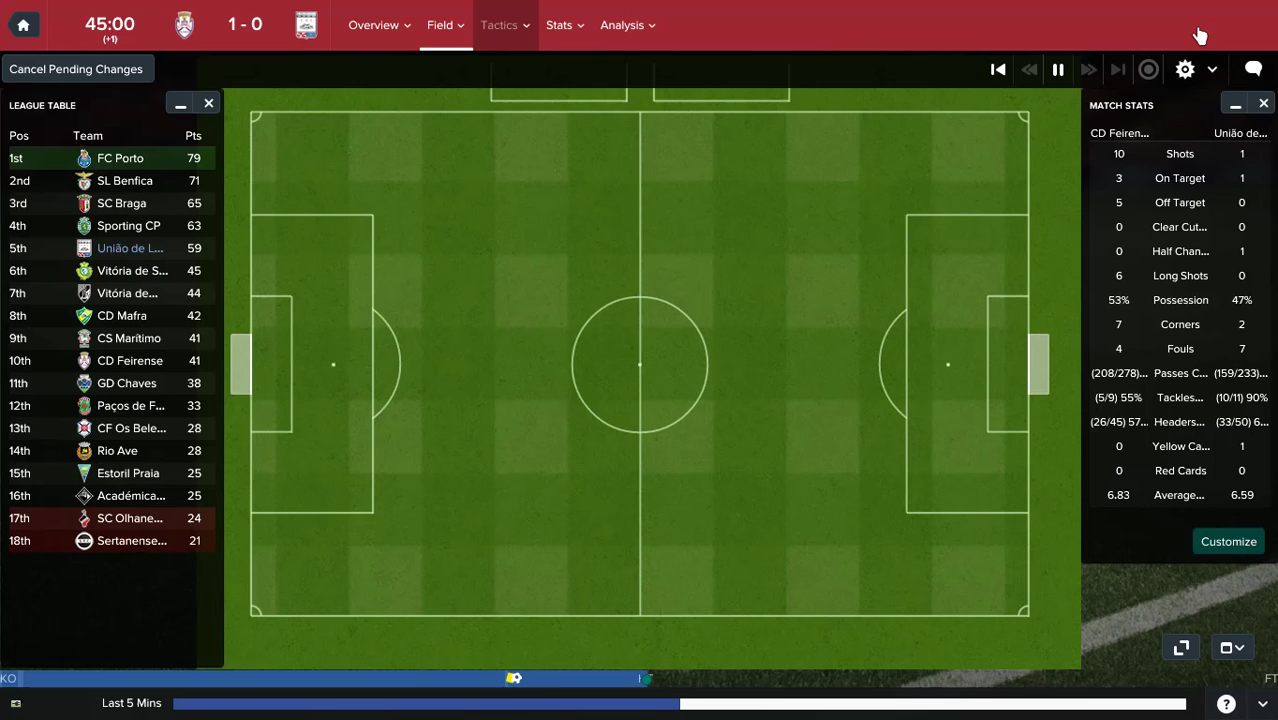 45:00
(+1)
1 - 0
Overview
Field
Tactics
Stats
Analysis
Cancel Pending Changes
LEAGUE TABLE
Pos Team Pts
1st FC Porto 79
2nd SL Benfica 71
3rd SC Braga 65
4th Sporting CP 63
5th União de L... 59
6th Vitória de S... 45
7th Vitória de... 44
8th CD Mafra 42
9th CS Marítimo 41
10th CD Feirense 41
11th GD Chaves 38
12th Paços de F... 33
13th CF Os Bele... 28
14th Rio Ave 28
15th Estoril Praia 25
16th Académica... 25
17th SC Olhane... 24
18th Sertanense... 21
MATCH STATS
CD Feiren... União de...
10 Shots 1
3 On Target 1
5 Off Target 0
0 Clear Cut... 0
0 Half Chan... 1
6 Long Shots 0
53% Possession 47%
7 Corners 2
4 Fouls 7
(208/278)... Passes C... (159/233)...
(5/9) 55% Tackles... (10/11) 90%
(26/45) 57... Headers... (33/50) 6...
0 Yellow Ca... 1
0 Red Cards 0
6.83 Average... 6.59
Customize
KO
FT
Last 5 Mins
?